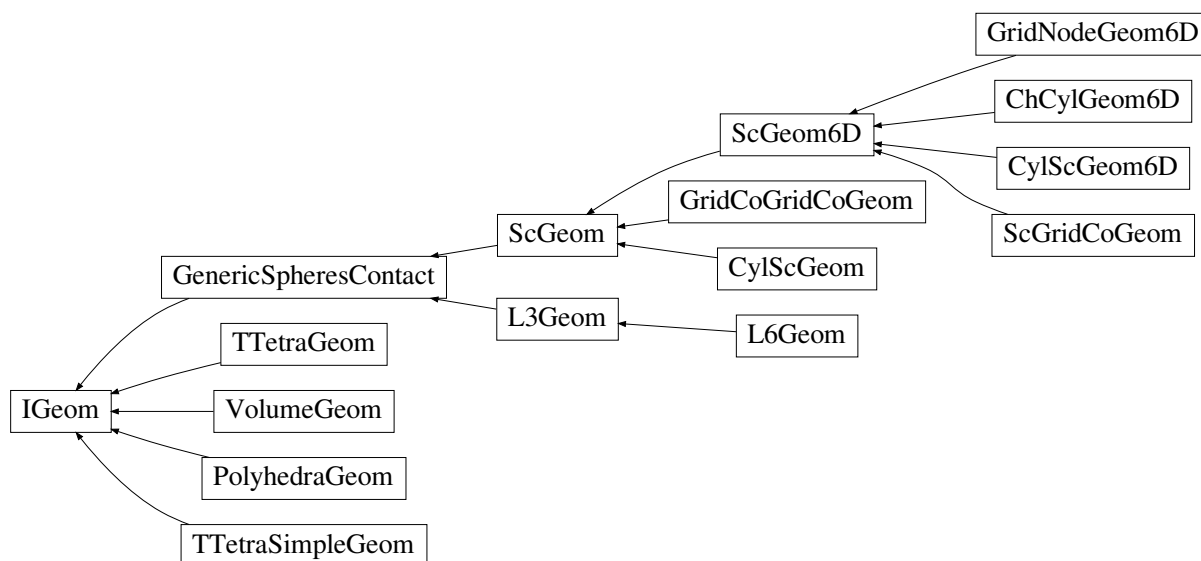 GridNodeGeom6D
ChCylGeom6D
ScGeom6D
CylScGeom6D
GridCoGridCoGeom
ScGeom
ScGridCoGeom
CylScGeom
GenericSpheresContact
L3Geom
L6Geom
TTetraGeom
IGeom
VolumeGeom
PolyhedraGeom
TTetraSimpleGeom